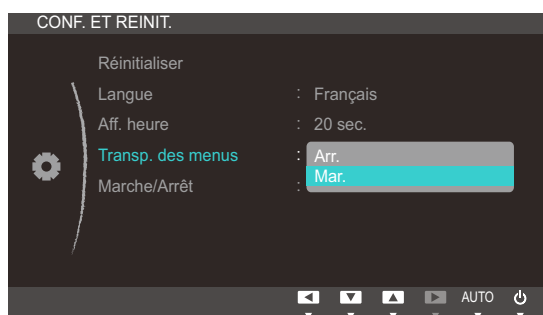 CONF. ET REINIT.
Réinitialiser
Langue : Français
Aff. heure : 20 sec.
Transp. des menus : Arr.
Mar.
Marche/Arrêt :
AUTO